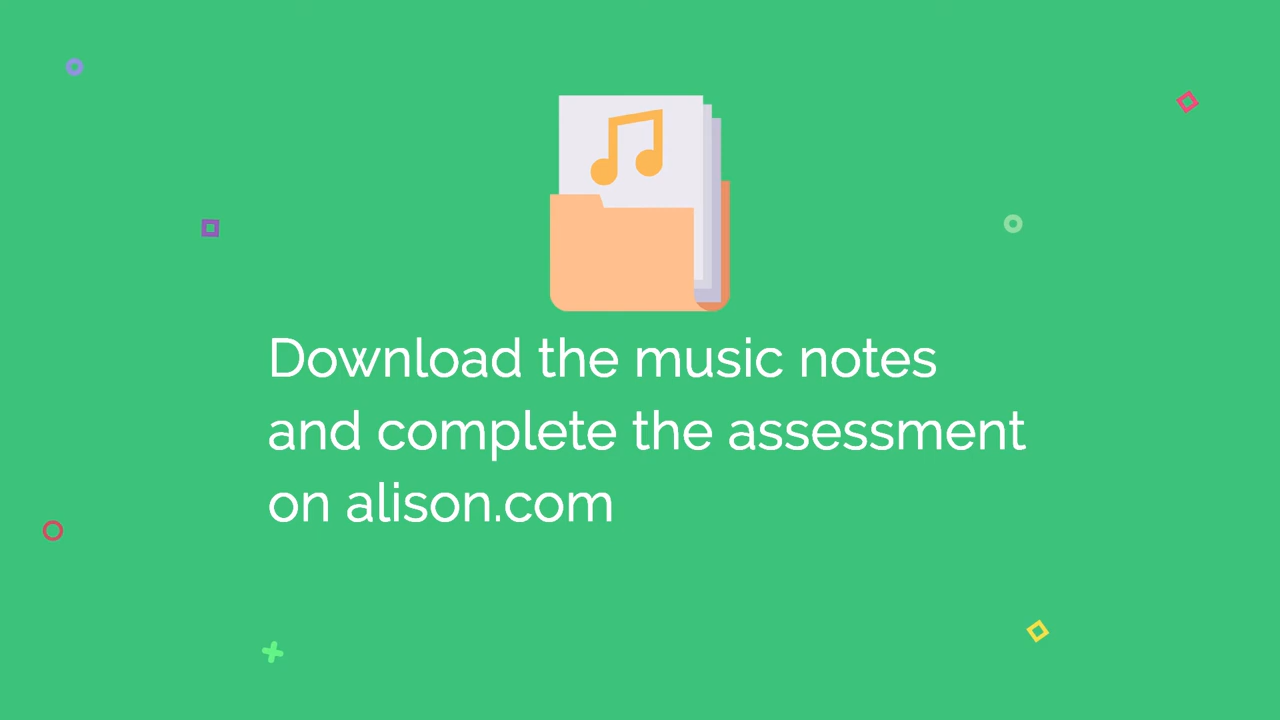 Download the music notes
and complete the assessment
on alison.com